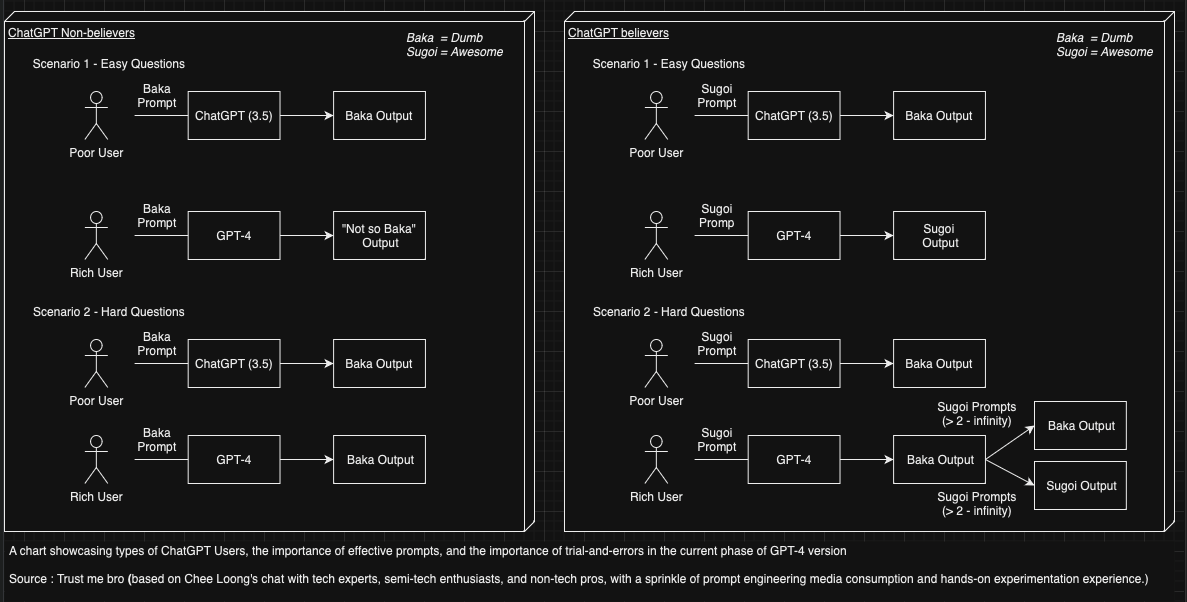 ChatGPT Non-believers
Baka  = Dumb
Sugoi = Awesome
Scenario 1 - Easy Questions
Baka
Prompt
ChatGPT (3.5)
Baka Output
Poor User
Baka
Prompt
GPT-4
"Not so Baka"
Output
Rich User
Scenario 2 - Hard Questions
Baka
Prompt
ChatGPT (3.5)
Baka Output
Poor User
Baka
Prompt
GPT-4
Baka Output
Rich User
ChatGPT believers
Baka  = Dumb
Sugoi = Awesome
Scenario 1 - Easy Questions
Sugoi
Prompt
ChatGPT (3.5)
Baka Output
Poor User
Sugoi
Promp
GPT-4
Sugoi
Output
Rich User
Scenario 2 - Hard Questions
Sugoi
Prompt
ChatGPT (3.5)
Baka Output
Poor User
Sugoi
Prompt
GPT-4
Baka Output
Sugoi Prompts
(> 2 - infinity)
Baka Output
Sugoi Output
Sugoi Prompts
(> 2 - infinity)
Rich User
A chart showcasing types of ChatGPT Users, the importance of effective prompts, and the importance of trial-and-errors in the current phase of GPT-4 version
Source : Trust me bro (based on Chee Loong's chat with tech experts, semi-tech enthusiasts, and non-tech pros, with a sprinkle of prompt engineering media consumption and hands-on experimentation experience.)